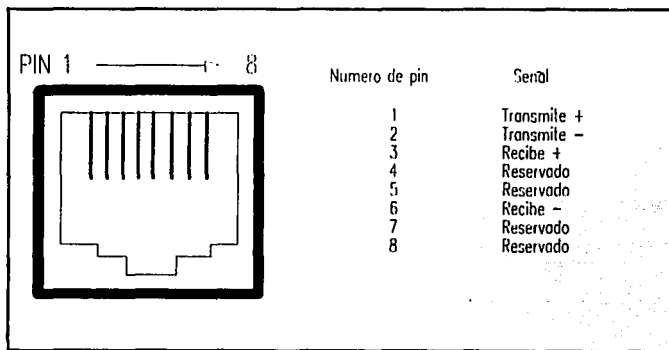 PIN 1 8
Numero de pin Senal
1 Transmite +
2 Transmite -
3 Recibe +
4 Reservado
5 Reservado
6 Recibe -
7 Reservado
8 Reservado